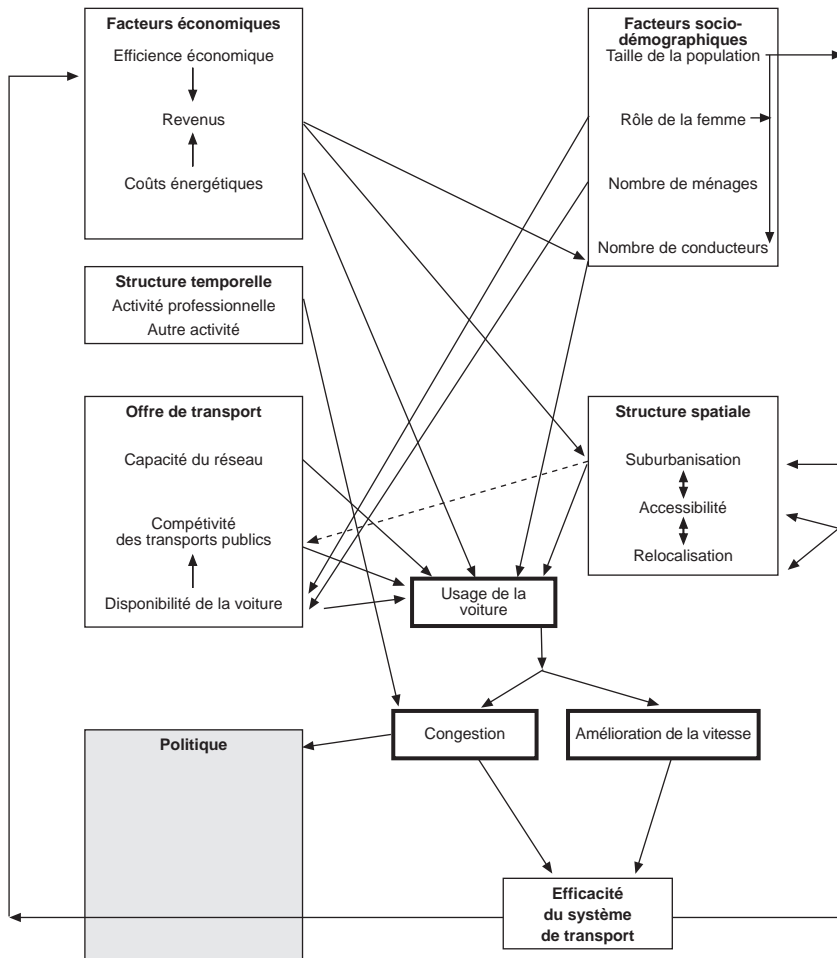 Facteurs économiques
Efficience économique
Revenus
Coûts énergétiques
Facteurs socio-
démographiques
Taille de la population
Rôle de la femme
Nombre de ménages
Nombre de conducteurs
Structure temporelle
Activité professionnelle
Autre activité
Offre de transport
Capacité du réseau
Compétivité
des transports publics
Disponibilité de la voiture
Structure spatiale
Suburbanisation
Accessibilité
Relocalisation
Usage de la
voiture
Congestion
Amélioration de la vitesse
Politique
Efficacité
du système
de transport